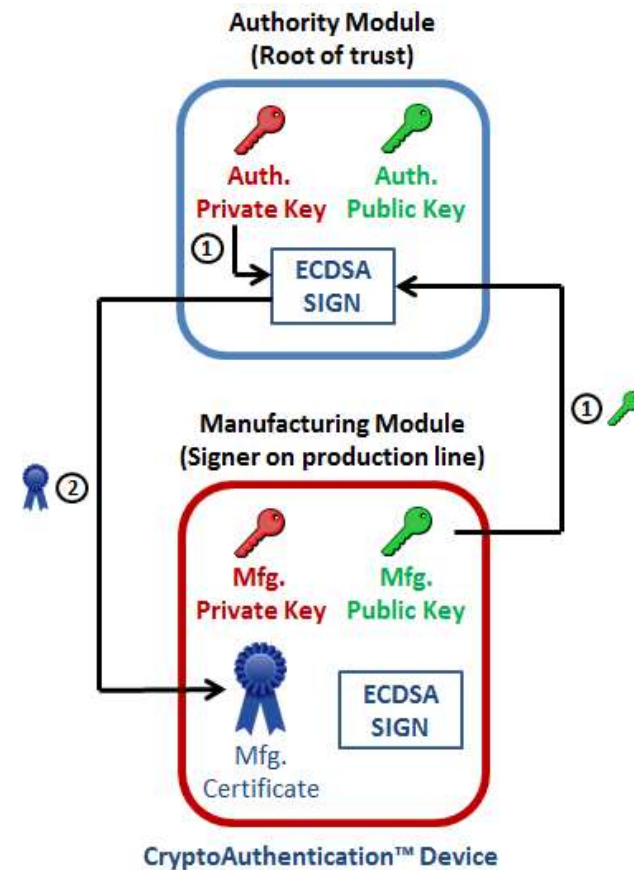 Authority Module
(Root of trust)
Auth.
Private Key
Auth.
Public Key
①
ECDSA
SIGN
①
Manufacturing Module
(Signer on production line)
②
Mfg.
Private Key
Mfg.
Public Key
ECDSA
SIGN
Mfg.
Certificate
CryptoAuthentication™ Device